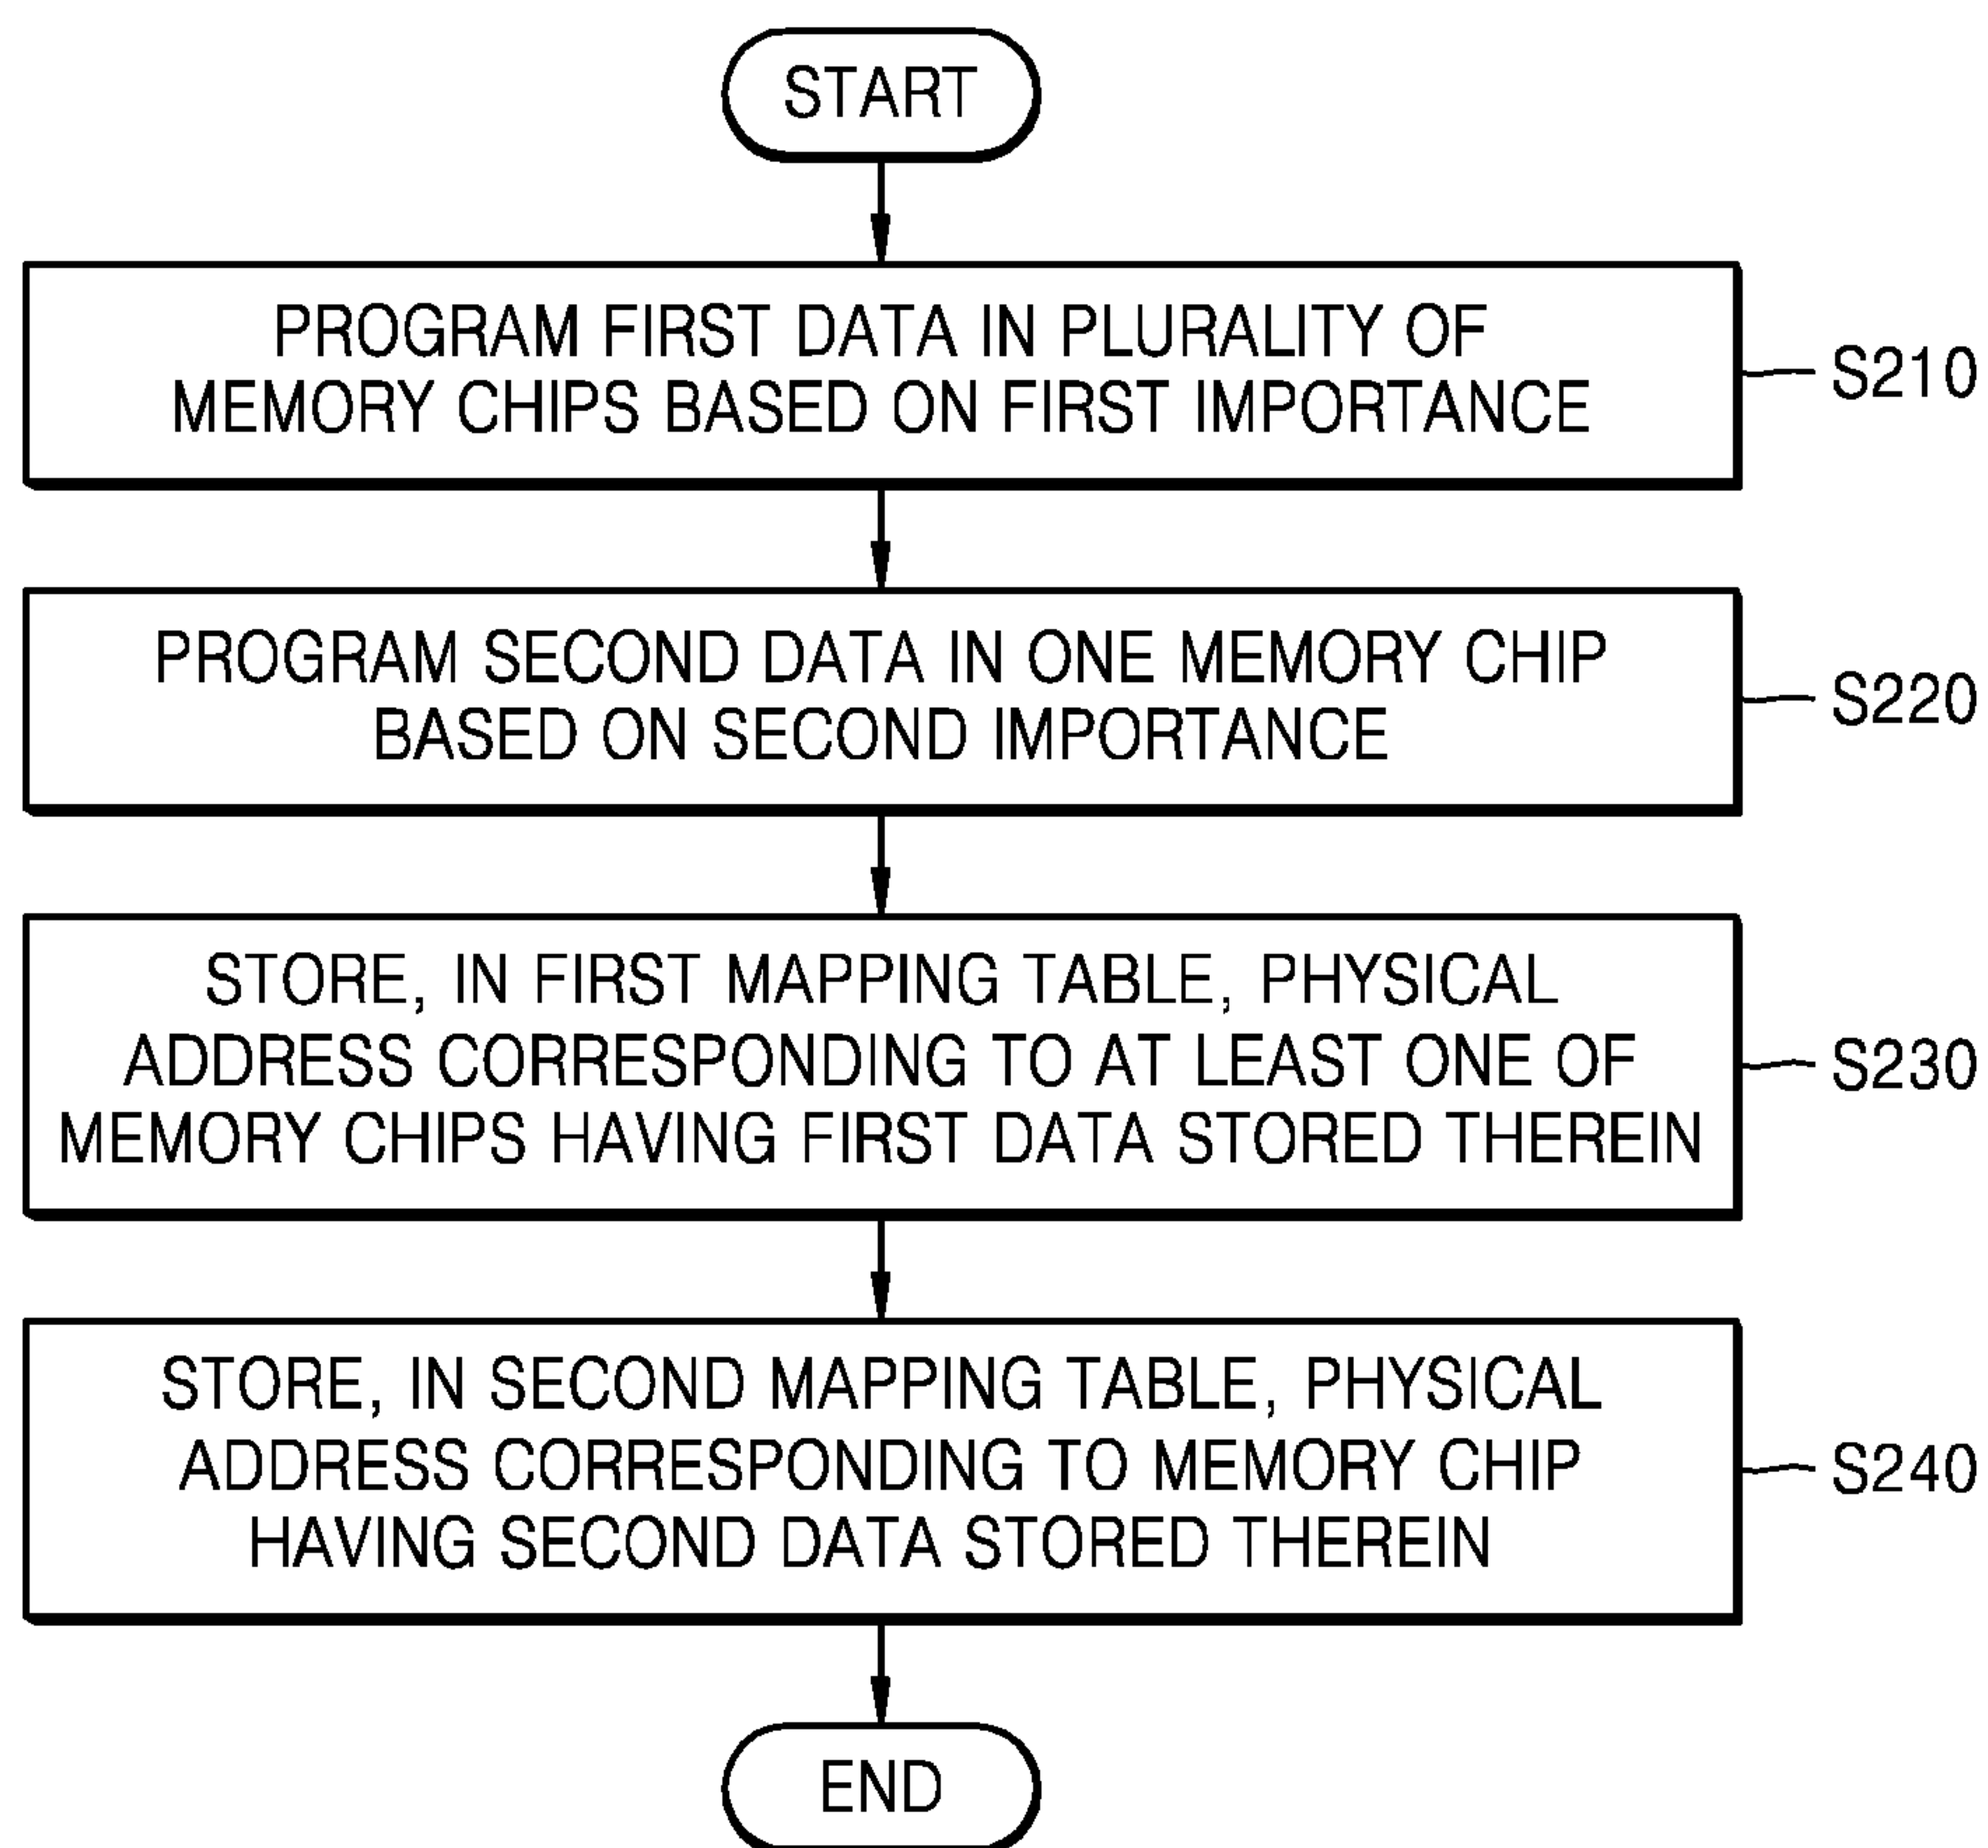 START
PROGRAM FIRST DATA IN PLURALITY OF
MEMORY CHIPS BASED ON FIRST IMPORTANCE
S210
PROGRAM SECOND DATA IN ONE MEMORY CHIP
BASED ON SECOND IMPORTANCE
S220
STORE, IN FIRST MAPPING TABLE, PHYSICAL
ADDRESS CORRESPONDING TO AT LEAST ONE OF
MEMORY CHIPS HAVING FIRST DATA STORED THEREIN
S230
STORE, IN SECOND MAPPING TABLE, PHYSICAL
ADDRESS CORRESPONDING TO MEMORY CHIP
HAVING SECOND DATA STORED THEREIN
S240
END